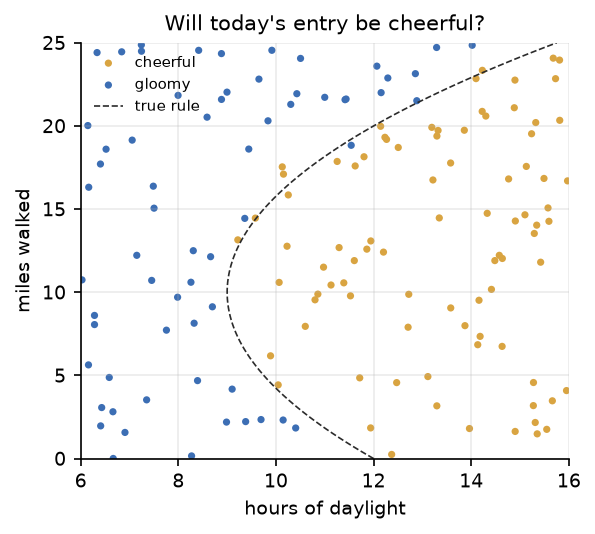 Will today's entry be cheerful?
25
20
15
10
5
0
miles walked
cheerful
gloomy
true rule
6
8
10
12
14
16
hours of daylight